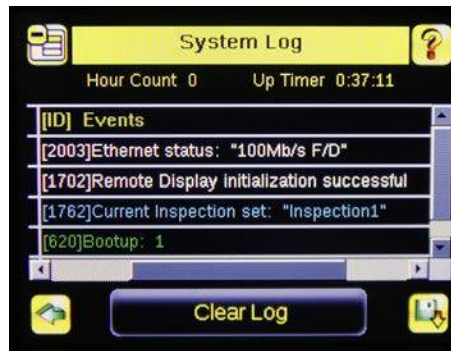 System Log
?
Hour Count 0 Up Timer 0:37:11
[ID] Events
[2003]Ethernet status: "100Mb/s F/D"
[1702]Remote Display initialization successful
[1762]Current Inspection set: "Inspection1"
[620]Bootup: 1
Clear Log